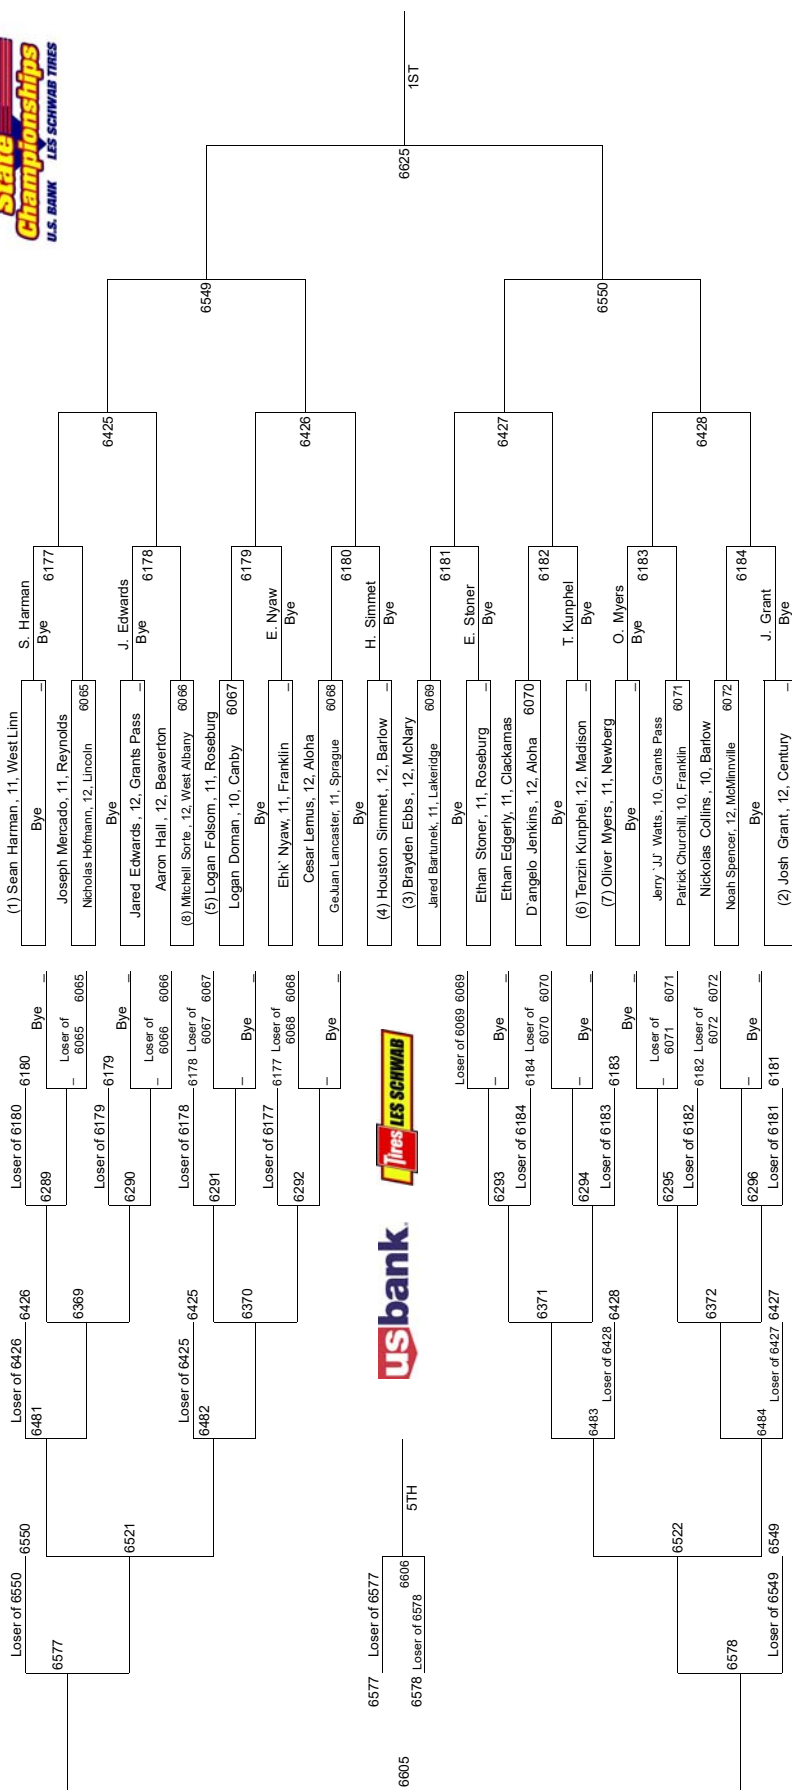 State
Championships
U.S. BANK LES SCHWAB TIRES
(1) Sean Harman , 11, West Linn
Bye
–
S. Harman
Bye
6177
Joseph Mercado, 11, Reynolds
Nicholas Hofmann, 12, Lincoln
6065
6425
Bye
Jared Edwards , 12, Grants Pass
–
J. Edwards
Bye
6178
Aaron Hall , 12, Beaverton
(8) Mitchell Sorte , 12, West Albany
6066
6549
(5) Logan Folsom , 11, Roseburg
Logan Doman , 10, Canby
6067
6179
Bye
Ehk` Nyaw, 11, Franklin
–
E. Nyaw
Bye
6426
Cesar Lemus, 12, Aloha
GeJuan Lancaster, 11, Sprague
6068
6180
Bye
(4) Houston Simmet, 12, Barlow
–
H. Simmet
Bye
6625
1ST
(3) Brayden Ebbs , 12, McNary
Jared Bartunek, 11, Lakeridge
6069
6181
Bye
Ethan Stoner, 11, Roseburg
–
E. Stoner
Bye
6427
Ethan Edgerly, 11, Clackamas
D`angelo Jenkins , 12, Aloha
6070
6182
Bye
(6) Tenzin Kunphel, 12, Madison
–
T. Kunphel
Bye
6550
(7) Oliver Myers , 11, Newberg
Bye
–
O. Myers
Bye
6183
Jerry `JJ` Watts , 10, Grants Pass
Patrick Churchill, 10, Franklin
6071
6428
Nickolas Collins , 10, Barlow
Noah Spencer, 12, McMinnville
6072
6184
Bye
(2) Josh Grant , 12, Century
–
J. Grant
Bye
Loser of 6550 6550
6577
Loser of 6426 6426
6481
Loser of 6180 6180
6289
Bye –
– Loser of
6065 6065
6369
Loser of 6179 6179
6290
Bye –
– Loser of
6066 6066
6521
Loser of 6425 6425
6482
Loser of 6178 6178
6291
Loser of
6067 6067
– Bye –
6370
Loser of 6177 6177
6292
Loser of
6068 6068
– Bye –
6577 Loser of 6577
6605
6606
5TH
6578 Loser of 6578
usbank
Tires LES SCHWAB
Loser of 6069 6069
– Bye –
6293
Loser of 6184 6184
6371
Loser of
6070 6070
– Bye –
6294
Loser of 6183 6183
6483
Loser of 6428 6428
6522
Bye –
– Loser of
6071 6071
6295
Loser of 6182 6182
6372
Loser of
6072 6072
– Bye –
6296
Loser of 6181 6181
6484
Loser of 6427 6427
6578
Loser of 6549 6549